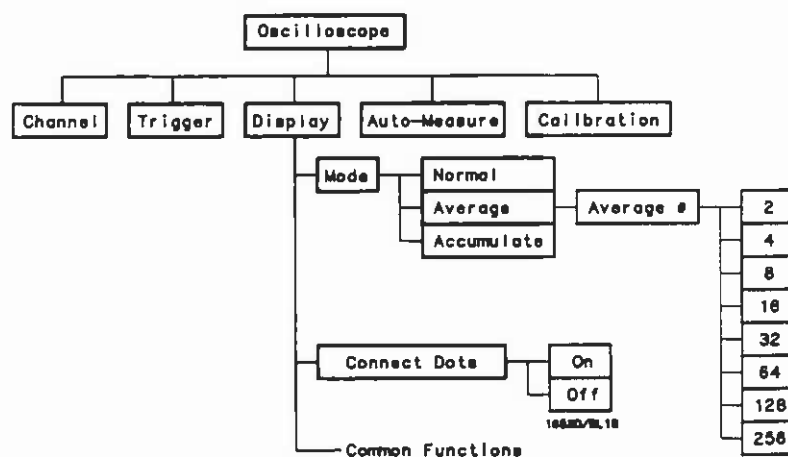 Oscilloscope
Channel
Trigger
Display
Auto-Measure
Calibration
Mode
Normal
Average
Accumulate
Average #
2
4
8
16
32
64
128
256
Connect Dots
On
Off
Common Functions